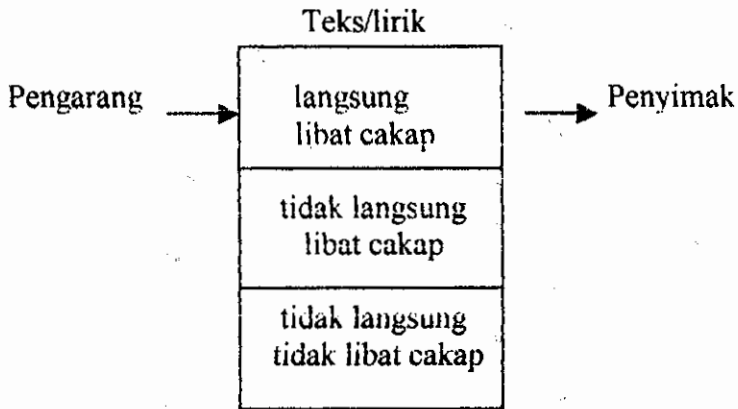 Teks/lirik
Pengarang
langsung
libat cakap
Penyimak
tidak langsung
libat cakap
tidak langsung
tidak libat cakap